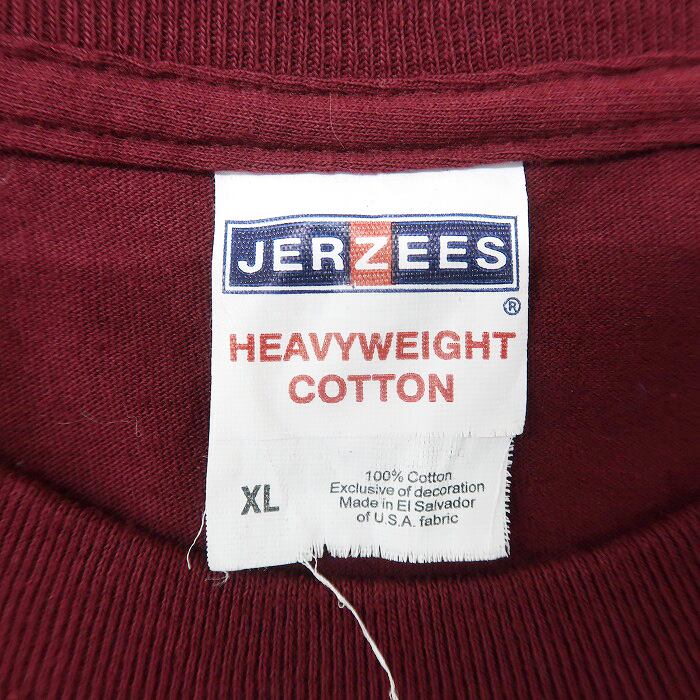 JERZEES
®
HEAVYWEIGHT
COTTON
XL
100% Cotton
Exclusive of decoration
Made in El Salvador
of U.S.A. fabric